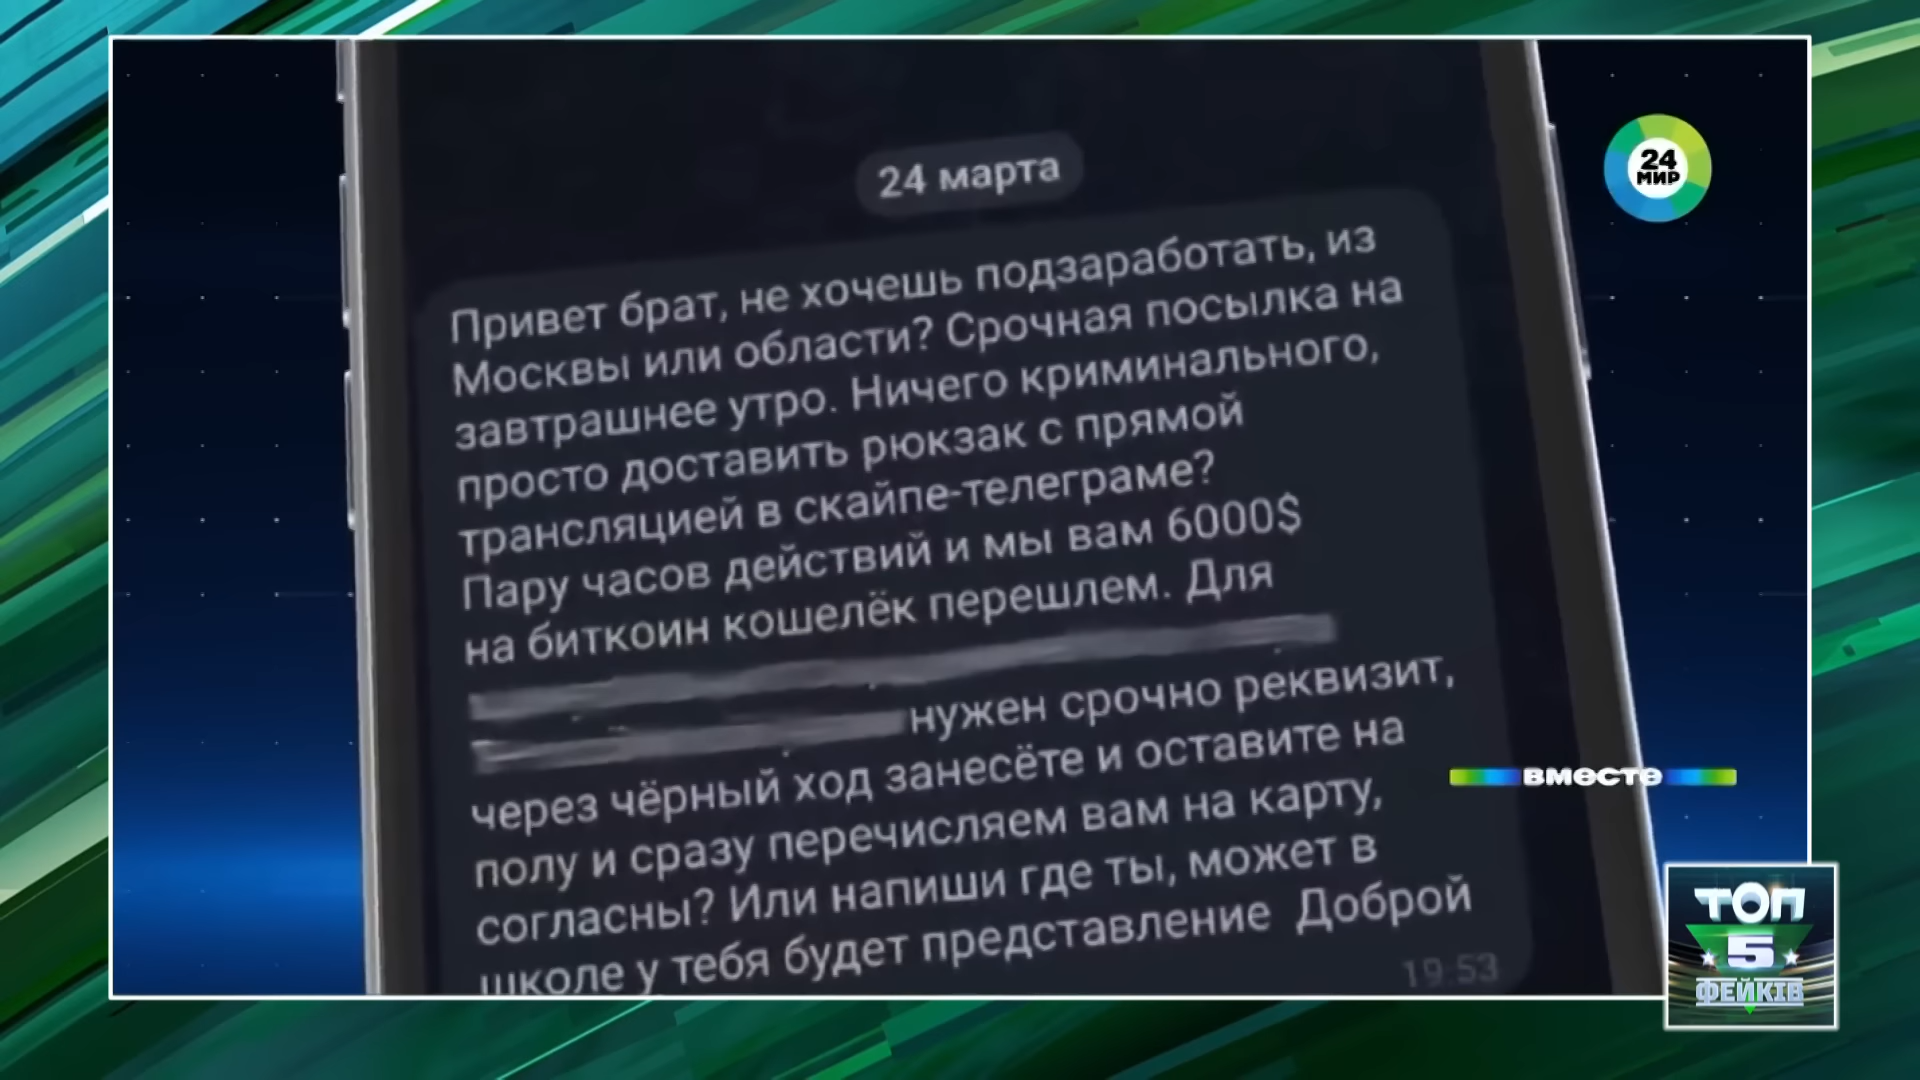 24 марта
24
МИР
Привет брат, не хочешь подзаработать, из
Москвы или области? Срочная посылка на
завтрашнее утро. Ничего криминального,
просто доставить рюкзак с прямой
трансляцией в скайпе-телеграме?
Пару часов действий и мы вам 6000$
на биткоин кошелёк перешлем. Для
нужен срочно реквизит,
через чёрный ход занесёте и оставите на
полу и сразу перечисляем вам на карту,
согласны? Или напиши где ты, может в
школе у тебя будет представление Доброй
19:53
ВМЕСТЕ
ТОП
5
ФЕЙКІВ